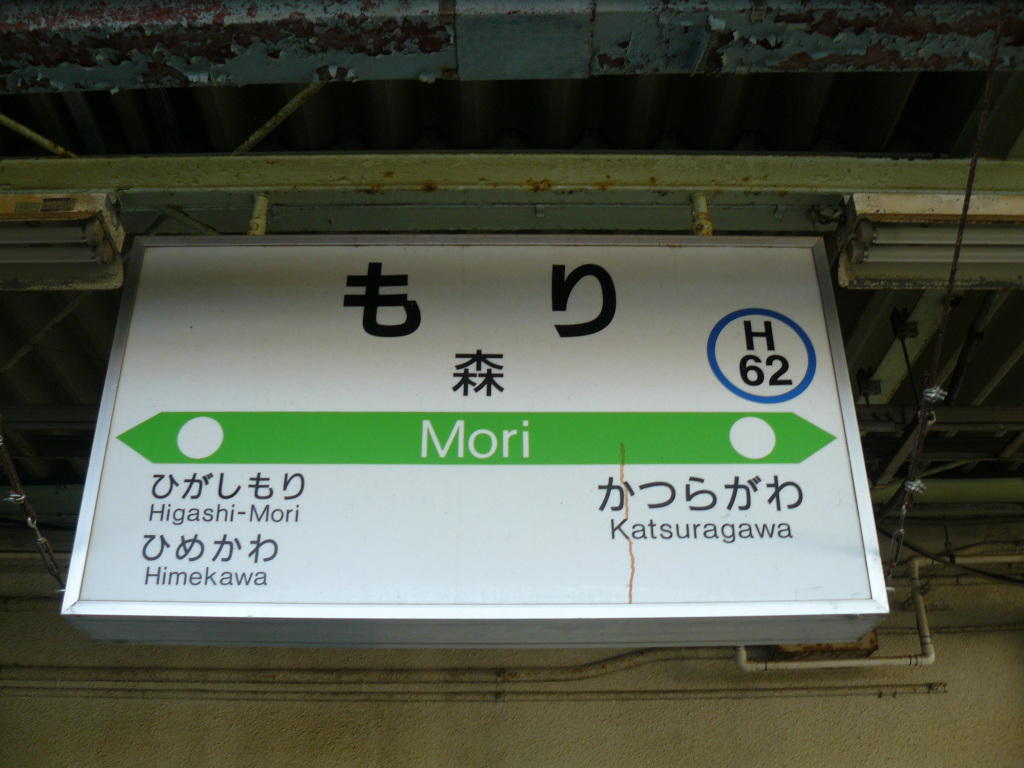 もり
森
H
62
Mori
ひがしもり
Higashi-Mori
ひめかわ
Himekawa
かつらがわ
Katsuragawa